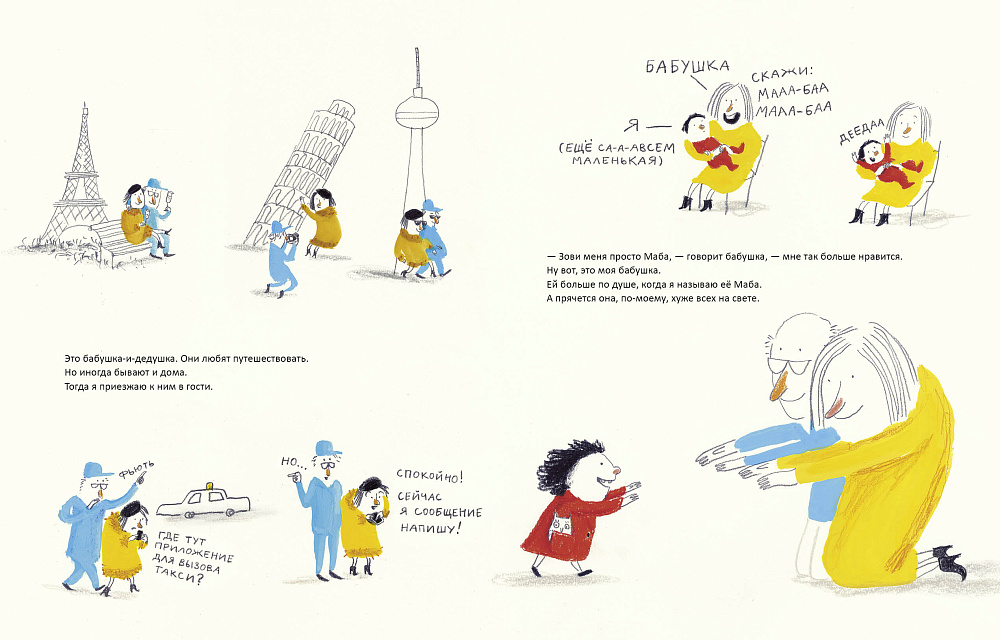 Это бабушка-и-дедушка. Они любят путешествовать.
Но иногда бывают и дома.
Тогда я приезжаю к ним в гости.
ФЬЮТЬ
ГДЕ ТУТ
ПРИЛОЖЕНИЕ
ДЛЯ ВЫЗОВА
ТАКСИ?
НО...
СПОКОЙНО!
СЕЙЧАС
Я СООБЩЕНИЕ
НАПИШУ!
БАБУШКА
СКАЖИ:
МАЛА-БАА
МАЛА-БАА
Я
(ЕЩЁ СА-А-АВСЕМ
МАЛЕНЬКАЯ)
ДЕЕДАА
— Зови меня просто Маба, — говорит бабушка, — мне так больше нравится.
Ну вот, это моя бабушка.
Ей больше по душе, когда я называю её Маба.
А прячется она, по-моему, хуже всех на свете.